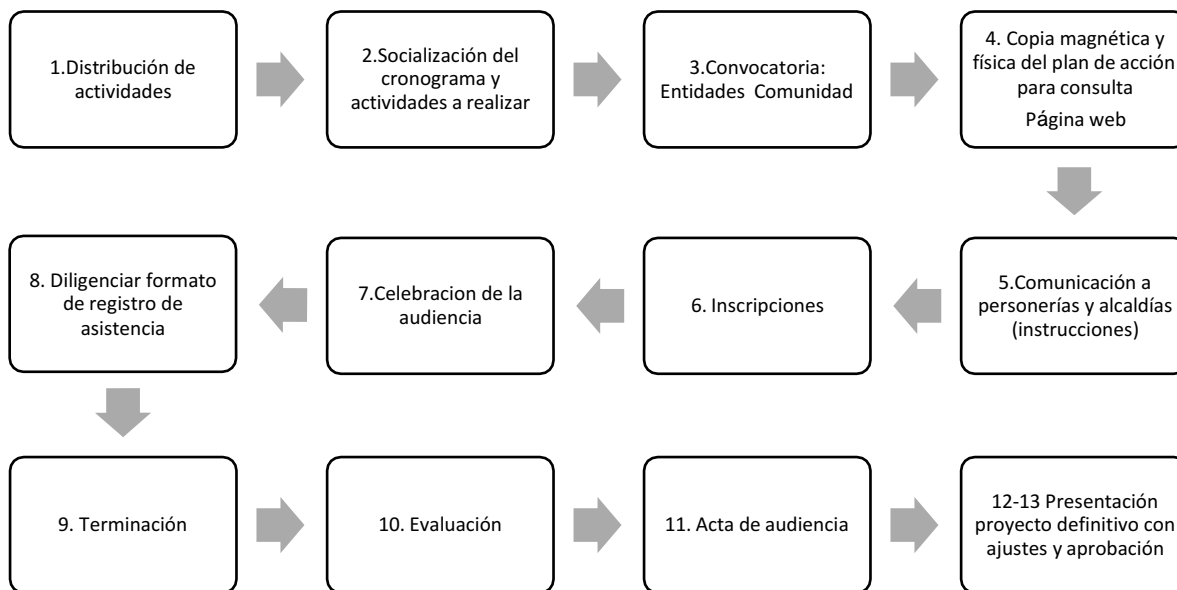 1.Distribución de
actividades
2.Socialización del
cronograma y
actividades a realizar
3.Convocatoria:
Entidades Comunidad
4. Copia magnética y
física del plan de acción
para consulta
Página web
5.Comunicación a
personerías y alcaldías
(instrucciones)
6. Inscripciones
7.Celebracion de la
audiencia
8. Diligenciar formato
de registro de
asistencia
9. Terminación
10. Evaluación
11. Acta de audiencia
12-13 Presentación
proyecto definitivo con
ajustes y aprobación